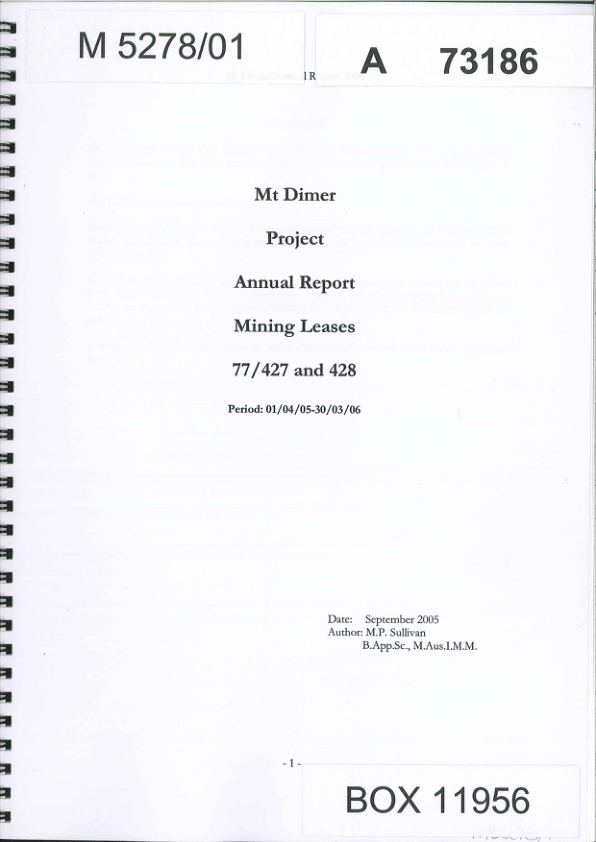 M 5278/01
A 73186
Mt Dimer
Project
Annual Report
Mining Leases
77/427 and 428
Period: 01/04/05-30/03/06
Date: September 2005
Author: M.P. Sullivan
B.App.Sc., M.Aus.I.M.M.
- 1 -
BOX 11956